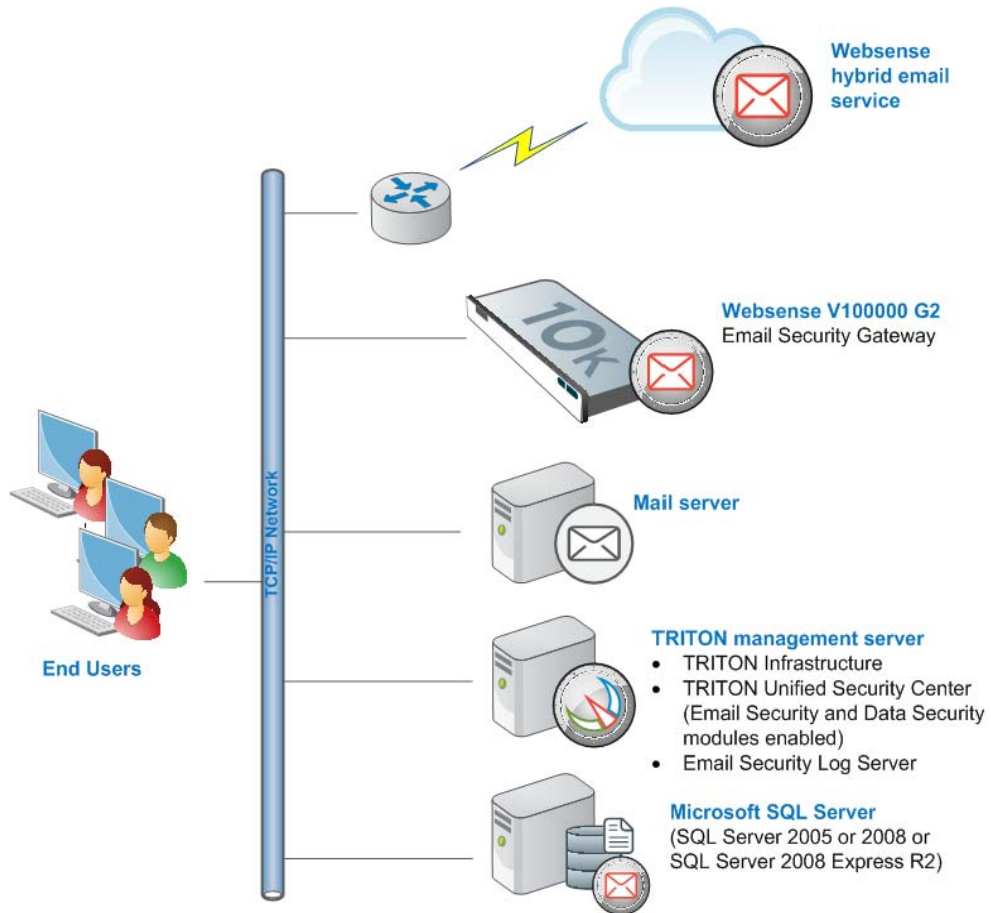 Websense
hybrid email
service
10K
Websense V100000 G2
Email Security Gateway
TCP/IP Network
Mail server
End Users
TRITON management server
• TRITON Infrastructure
• TRITON Unified Security Center
(Email Security and Data Security
modules enabled)
• Email Security Log Server
Microsoft SQL Server
(SQL Server 2005 or 2008 or
SQL Server 2008 Express R2)